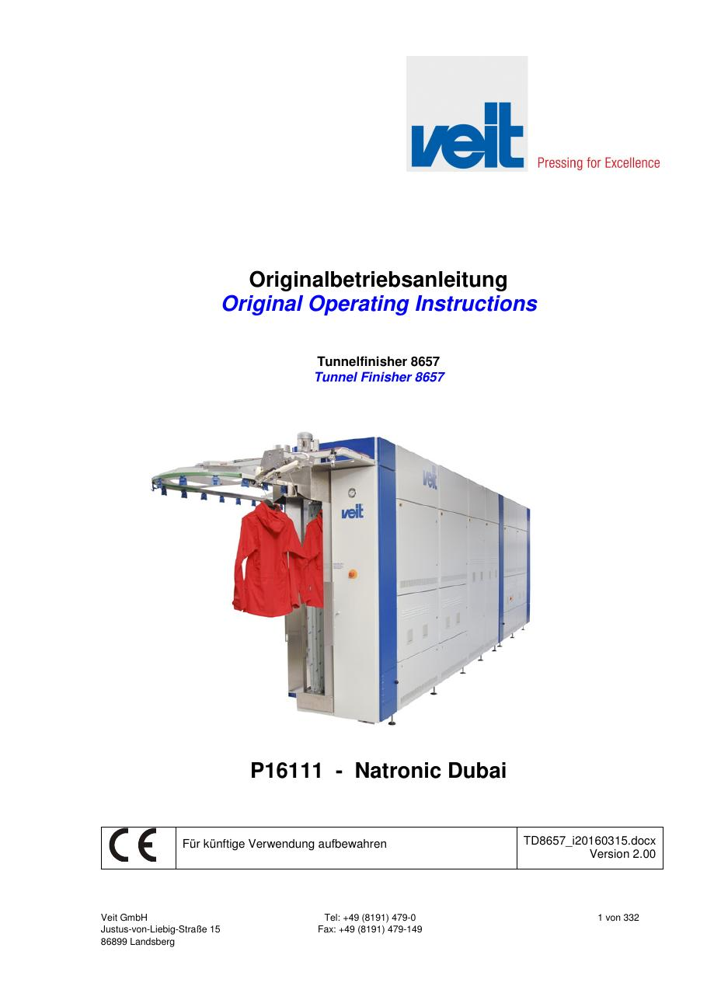 veit
Pressing for Excellence
Originalbetriebsanleitung
Original Operating Instructions
Tunnelfinisher 8657
Tunnel Finisher 8657
veit
veit
P16111 - Natronic Dubai
CE
Für künftige Verwendung aufbewahren
TD8657_i20160315.docx
Version 2.00
Veit GmbH
Justus-von-Liebig-Straße 15
86899 Landsberg
Tel: +49 (8191) 479-0
Fax: +49 (8191) 479-149
1 von 332